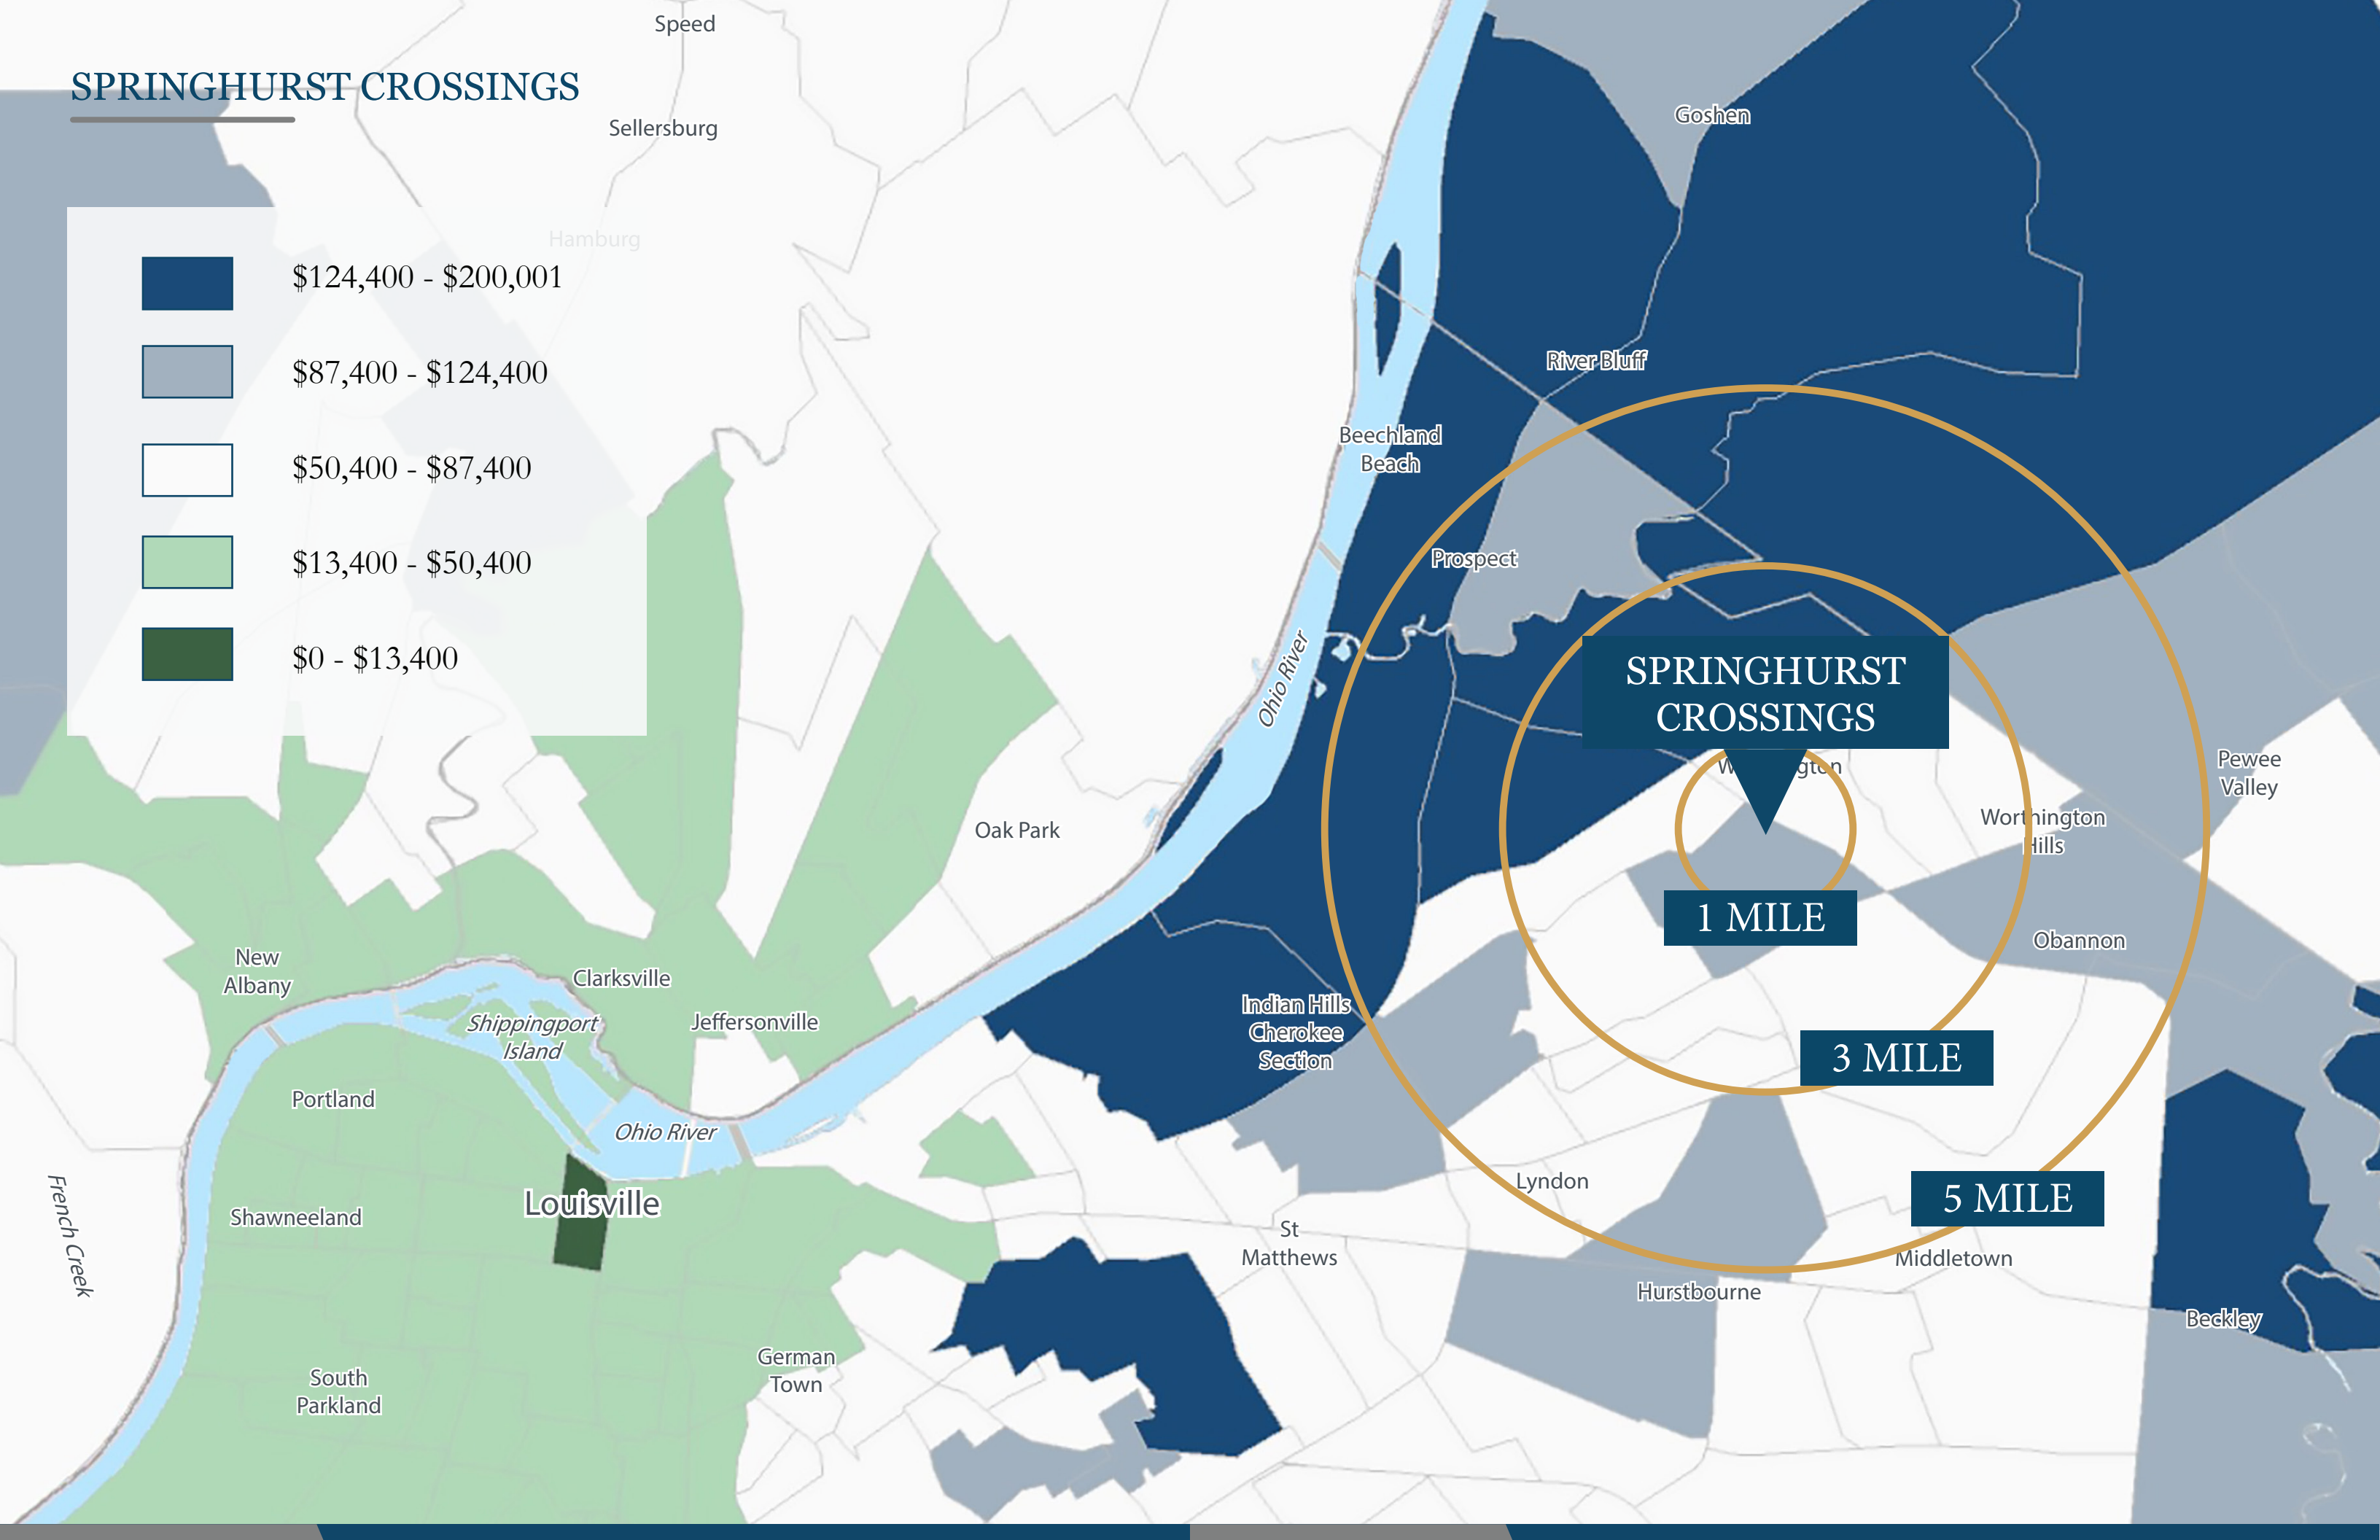 SPRINGHURST CROSSINGS
$124,400 - $200,001
$87,400 - $124,400
$50,400 - $87,400
$13,400 - $50,400
$0 - $13,400
Speed
Sellersburg
Hamburg
Goshen
River Bluff
Beechland
Beach
Prospect
Ohio River
SPRINGHURST
CROSSINGS
Pewee
Valley
Worthington
Hills
Oak Park
1 MILE
Obannon
New
Albany
Clarksville
Shippingport
Island
Jeffersonville
Indian Hills
Cherokee
Section
3 MILE
Portland
Ohio River
Lyndon
5 MILE
Louisville
Shawneeland
French Creek
St
Matthews
Middletown
Hurstbourne
Beckley
German
Town
South
Parkland